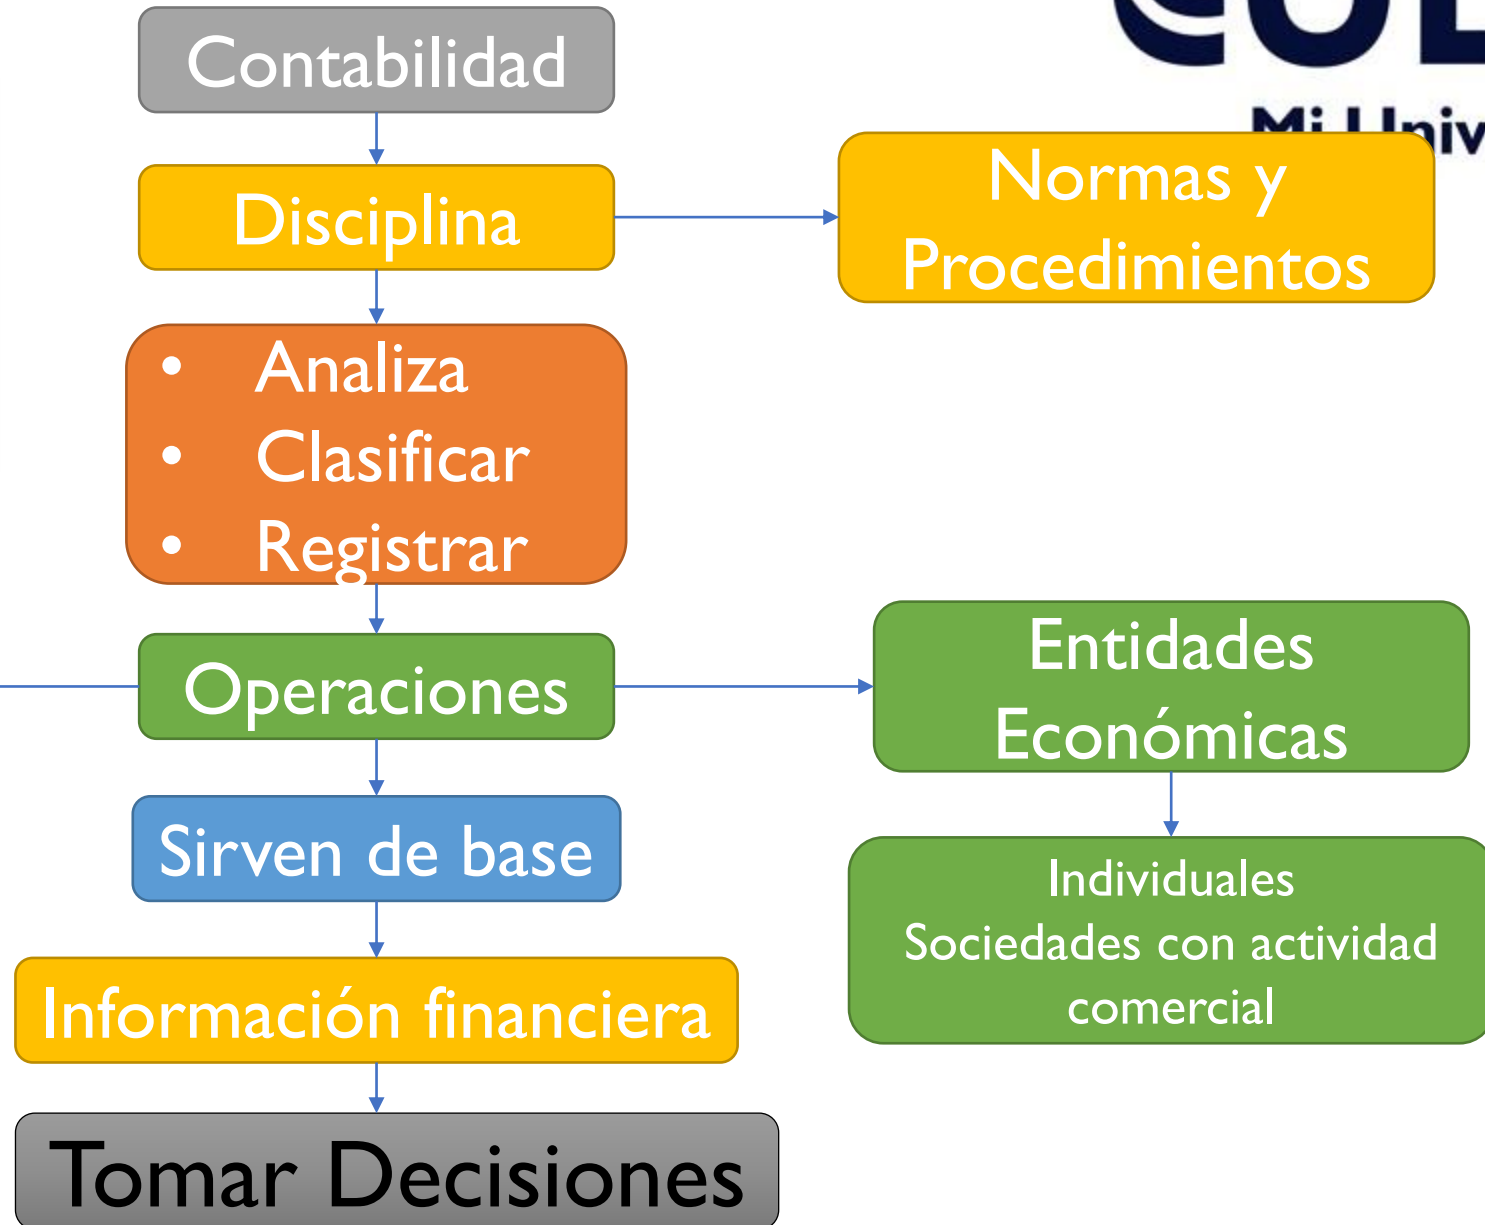 Contabilidad
Disciplina
Normas y
Procedimientos
• Analiza
• Clasificar
• Registrar
Operaciones
Entidades
Económicas
Sirven de base
Individuales
Sociedades con actividad
comercial
Información financiera
Tomar Decisiones